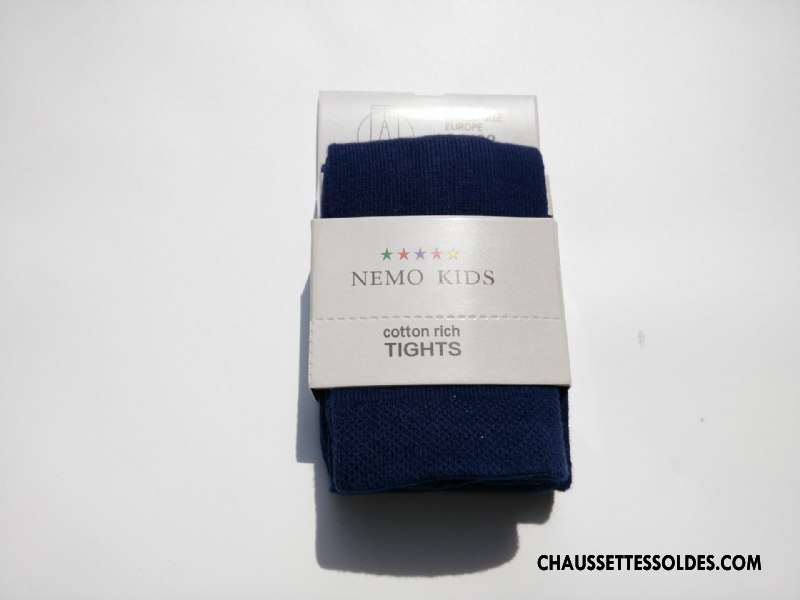 EUROPE
NEMO KIDS
cotton rich
TIGHTS
CHAUSSETTESSOLDES.COM